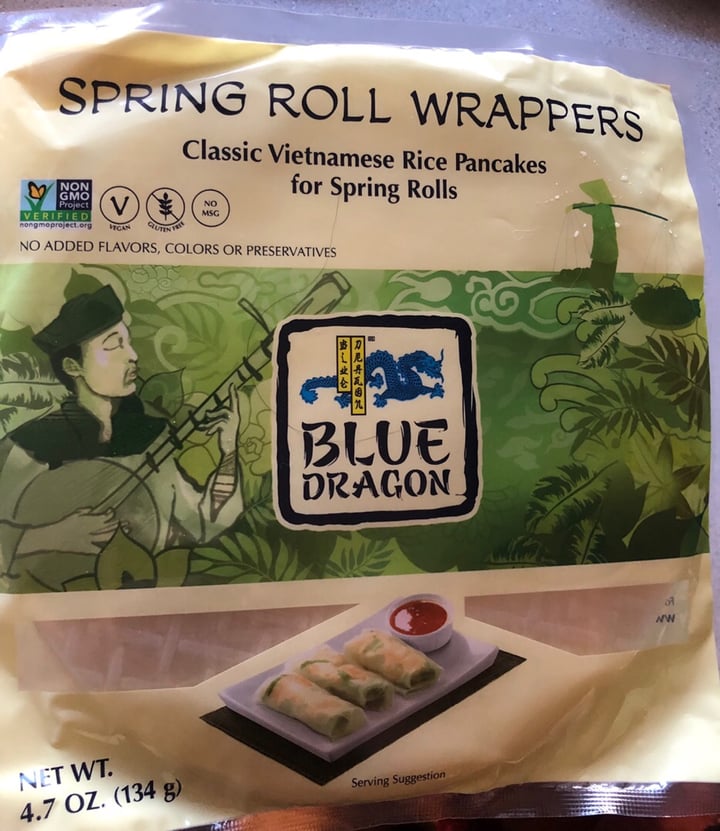 SPRING ROLL WRAPPERS
Classic Vietnamese Rice Pancakes
for Spring Rolls
NON
GMO
Project
VERIFIED
nongmoproject.org
V
VEGAN
GLUTEN FREE
NO
MSG
NO ADDED FLAVORS, COLORS OR PRESERVATIVES
TM
BLUE
DRAGON
NET WT.
4.7 OZ. (134 g)
Serving Suggestion